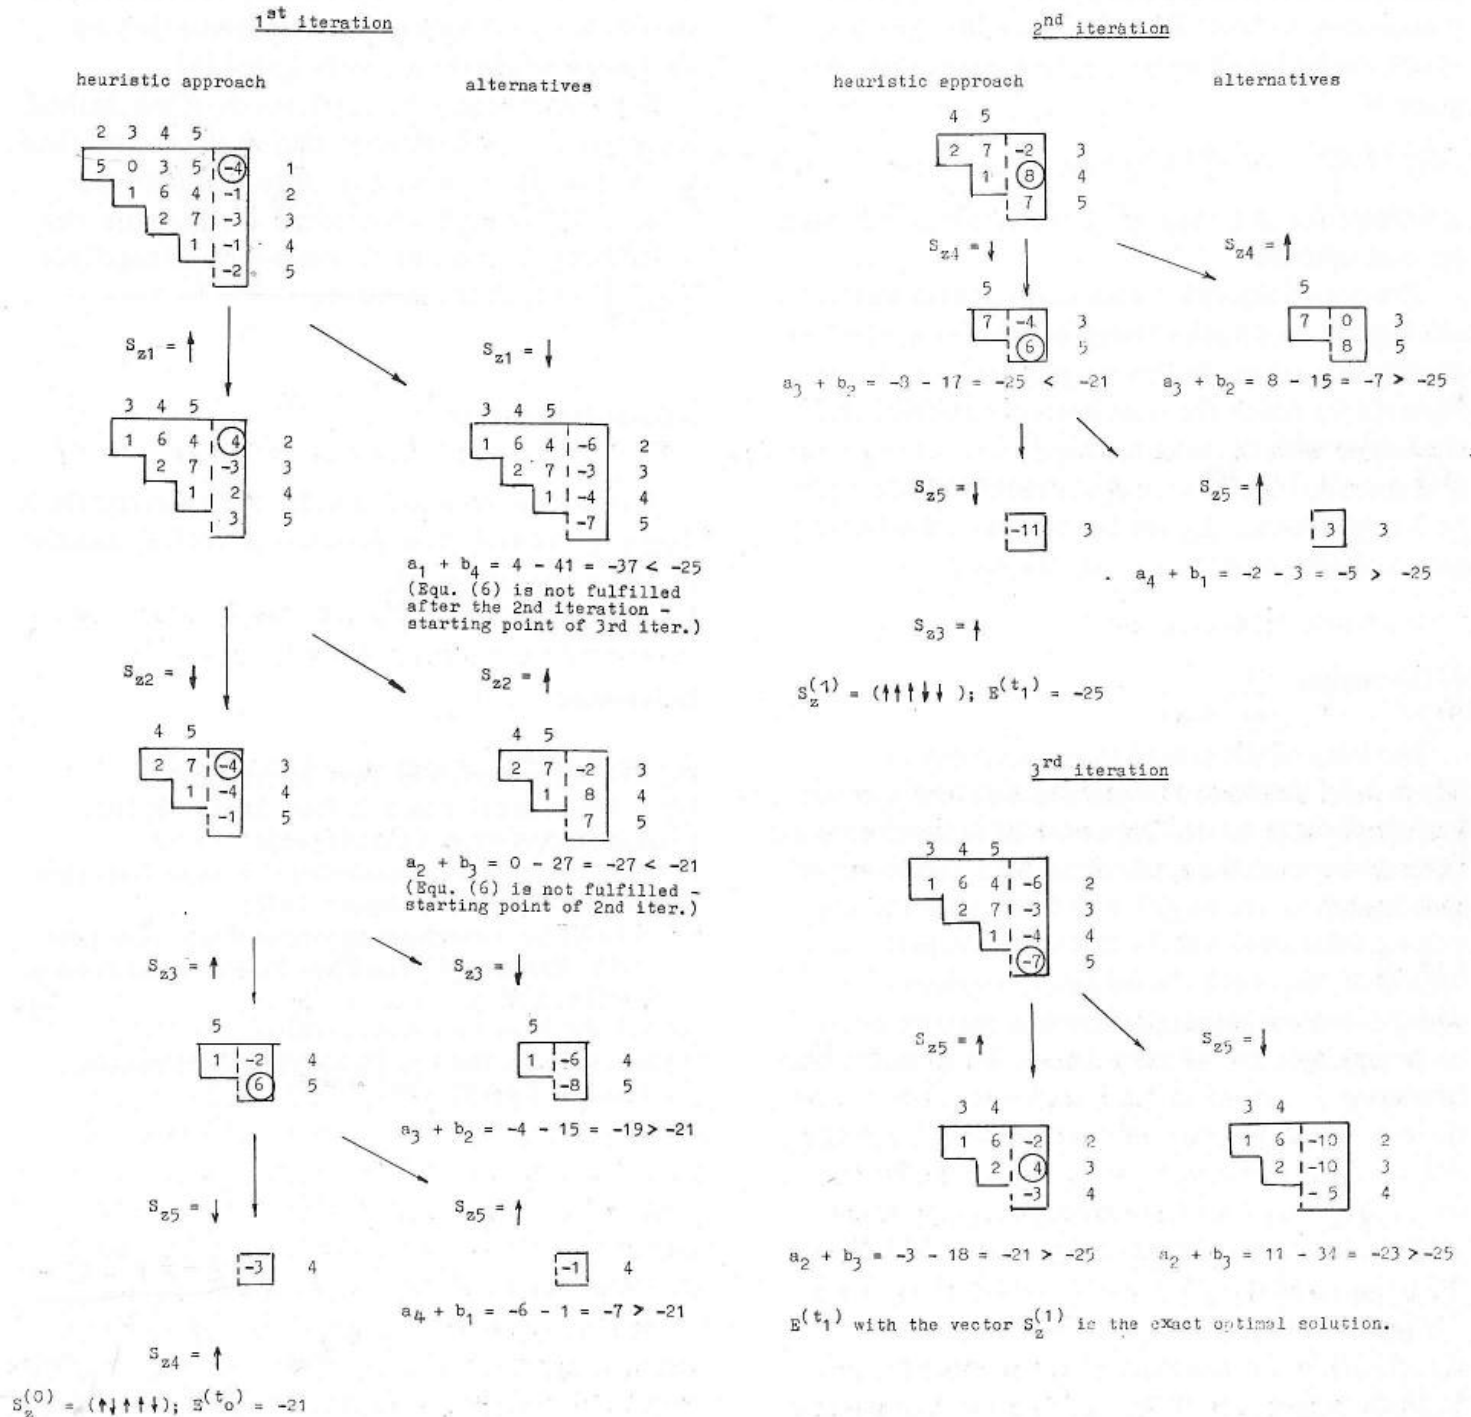 1st iteration
heuristic approach alternatives
2 3 4 5
5 0 3 5 -4 1
1 6 4 -1 2
2 7 -3 3
1 -1 4
-2 5
Sz1 = ↑ Sz1 = ↓
3 4 5
1 6 4 4 2
2 7 -3 3
1 2 4
3 5
3 4 5
1 6 4 -6 2
2 7 -3 3
1 -4 4
-7 5
a1 + b4 = 4 - 41 = -37 < -25
(Equ. (6) is not fulfilled
after the 2nd iteration -
starting point of 3rd iter.)
Sz2 = ↓ Sz2 = ↑
4 5
2 7 -4 3
1 -4 4
-1 5
4 5
2 7 -2 3
1 8 4
7 5
a2 + b3 = 0 - 27 = -27 < -21
(Equ. (6) is not fulfilled -
starting point of 2nd iter.)
Sz3 = ↑ Sz3 = ↓
5
1 -2 4
6 5
5
1 -6 4
-8 5
a3 + b2 = -4 - 15 = -19 > -21
Sz5 = ↓ Sz5 = ↑
-3 4
-1 4
a4 + b1 = -6 - 1 = -7 > -21
Sz4 = ↑
Sz(0) = (↑↓↑↑↓); E(to) = -21
2nd iteration
heuristic epproach alternatives
4 5
2 7 -2 3
1 8 4
7 5
Sz4 = ↓ Sz4 = ↑
5
7 -4 3
6 5
5
7 0 3
8 5
a3 + b2 = -8 - 17 = -25 < -21
a3 + b2 = 8 - 15 = -7 > -25
Sz5 = ↓ Sz5 = ↑
-11 3
3 3
a4 + b1 = -2 - 3 = -5 > -25
Sz3 = ↑
Sz(1) = (↑↑↑↓↓ ); E(t1) = -25
3rd iteration
3 4 5
1 6 4 -6 2
2 7 -3 3
1 -4 4
-7 5
Sz5 = ↑ Sz5 = ↓
3 4
1 6 -2 2
2 4 3
-3 4
3 4
1 6 -10 2
2 -10 3
- 5 4
a2 + b3 = -3 - 18 = -21 > -25
a2 + b3 = 11 - 34 = -23 > -25
E(t1) with the vector Sz(1) is the exact optimal solution.